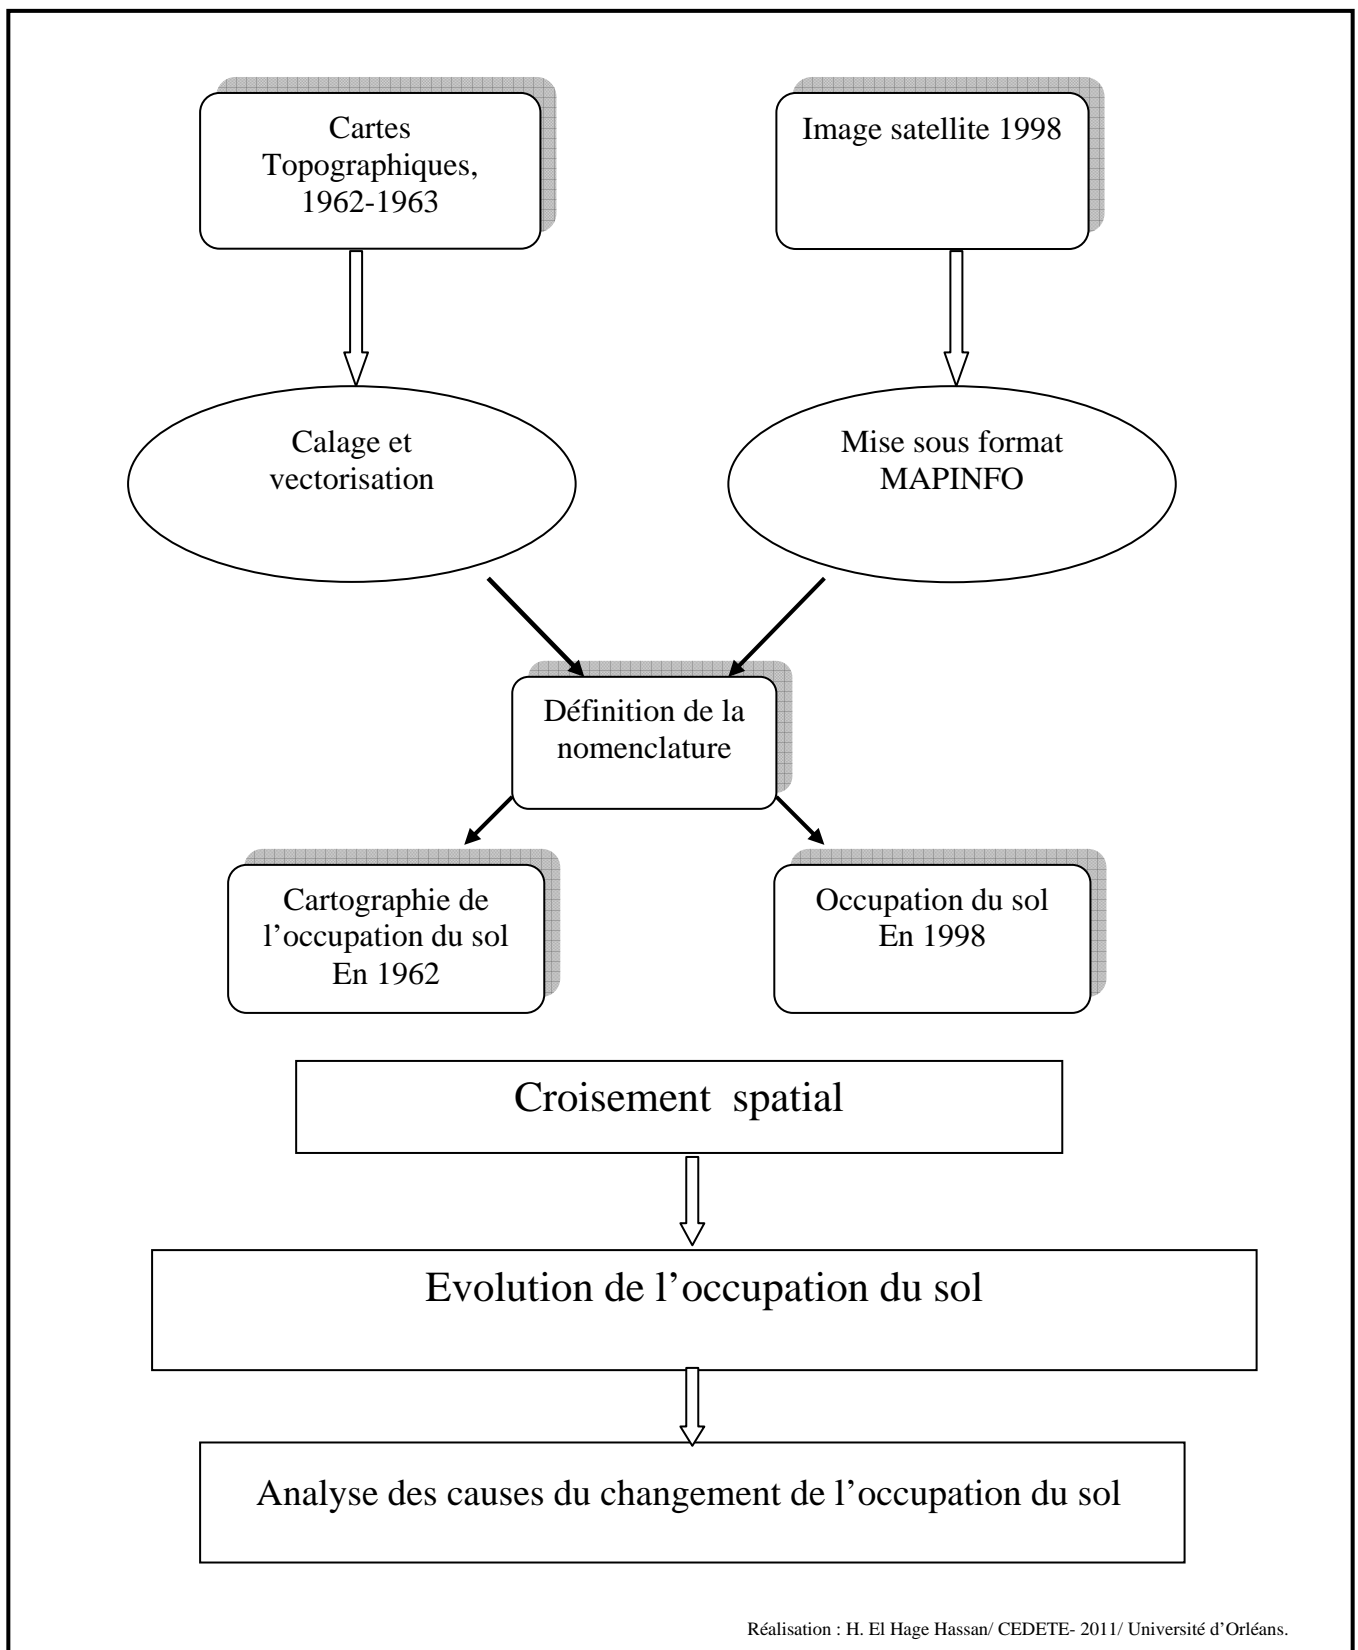 Cartes
Topographiques,
1962-1963
Image satellite 1998
Calage et
vectorisation
Mise sous format
MAPINFO
Définition de la
nomenclature
Cartographie de
l’occupation du sol
En 1962
Occupation du sol
En 1998
Croisement spatial
Evolution de l’occupation du sol
Analyse des causes du changement de l’occupation du sol
Réalisation : H. El Hage Hassan/ CEDETE- 2011/ Université d’Orléans.